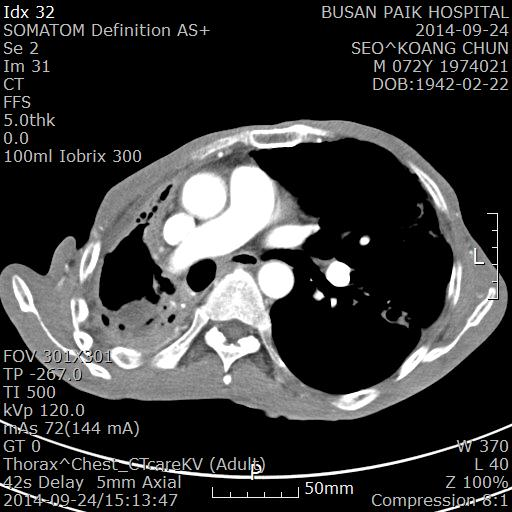 Idx 32
SOMATOM Definition AS+
Se 2
Im 31
CT
FFS
5.0thk
0.0
100ml Iobrix 300
BUSAN PAIK HOSPITAL
2014-09-24
SEO^KOANG CHUN
M 072Y 1974021
DOB:1942-02-22
L
FOV 301X301
TP -267.0
TI 500
kVp 120.0
mAs 72(144 mA)
GT 0
Thorax^Chest_CTcareKV (Adult)
42s Delay 5mm Axial
2014-09-24/15:13:47
P
50mm
W 370
L 40
Z 100%
Compression 8:1